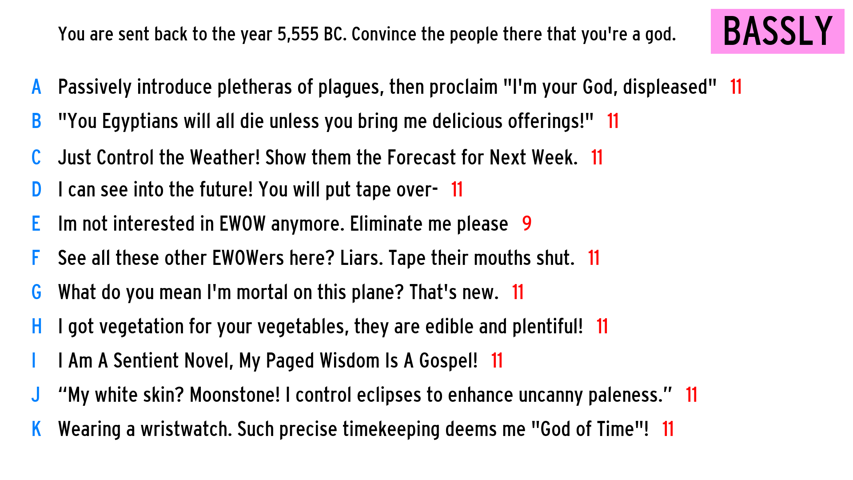 You are sent back to the year 5,555 BC. Convince the people there that you're a god.
BASSLY
A Passively introduce pletheras of plagues, then proclaim "I'm your God, displeased" 11
B "You Egyptians will all die unless you bring me delicious offerings!" 11
C Just Control the Weather! Show them the Forecast for Next Week. 11
D I can see into the future! You will put tape over- 11
E Im not interested in EWOW anymore. Eliminate me please 9
F See all these other EWOWers here? Liars. Tape their mouths shut. 11
G What do you mean I'm mortal on this plane? That's new. 11
H I got vegetation for your vegetables, they are edible and plentiful! 11
I I Am A Sentient Novel, My Paged Wisdom Is A Gospel! 11
J “My white skin? Moonstone! I control eclipses to enhance uncanny paleness.” 11
K Wearing a wristwatch. Such precise timekeeping deems me "God of Time"! 11